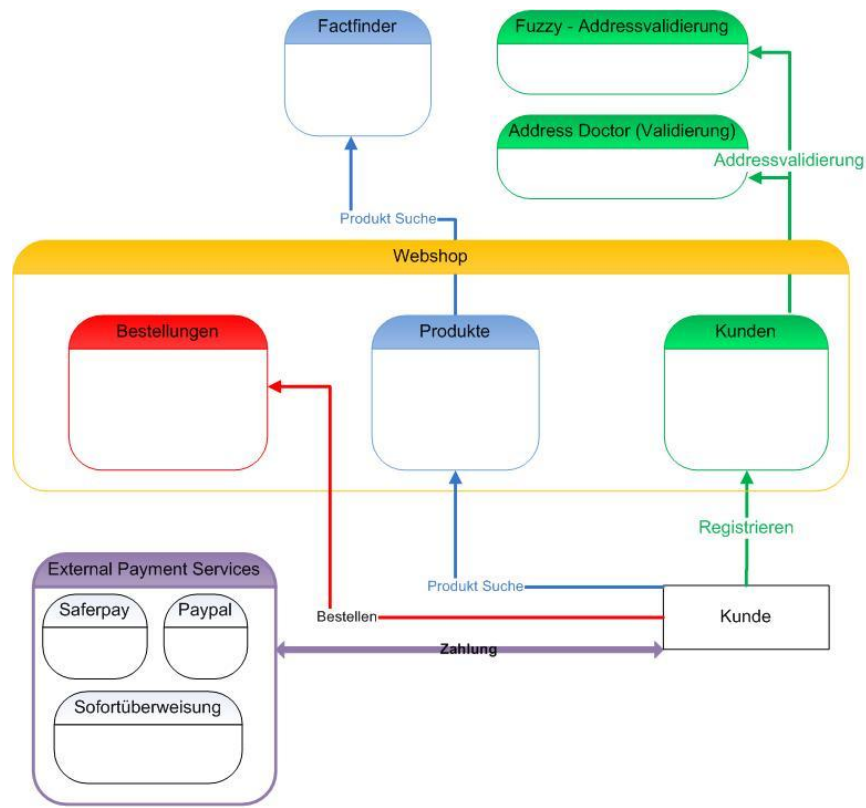 Factfinder
Fuzzy - Addressvalidierung
Address Doctor (Validierung)
Addressvalidierung
Produkt Suche
Webshop
Bestellungen
Produkte
Kunden
Registrieren
External Payment Services
Produkt Suche
Saferpay
Paypal
Bestellen
Kunde
Zahlung
Sofortüberweisung